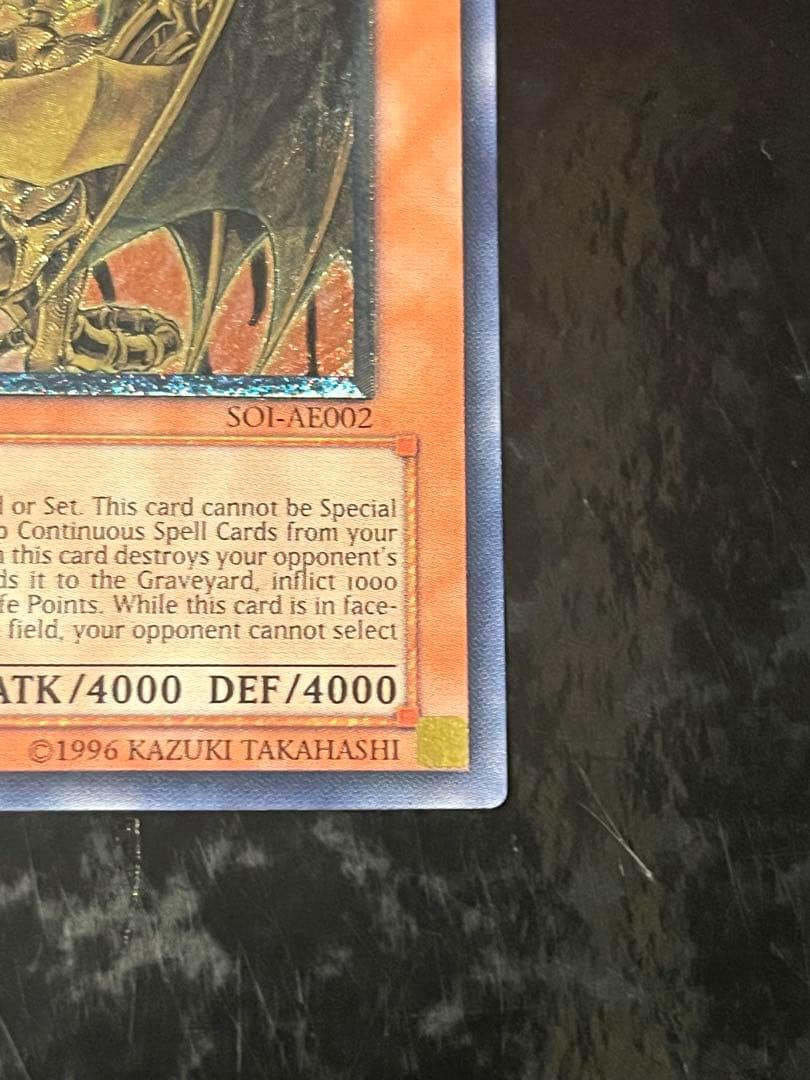 SOI-AE002
or Set. This card cannot be Special
Continuous Spell Cards from your
this card destroys your opponent's
it to the Graveyard, inflict 1000
Points. While this card is in face-
field, your opponent cannot select
ATK/4000 DEF/4000
©1996 KAZUKI TAKAHASHI